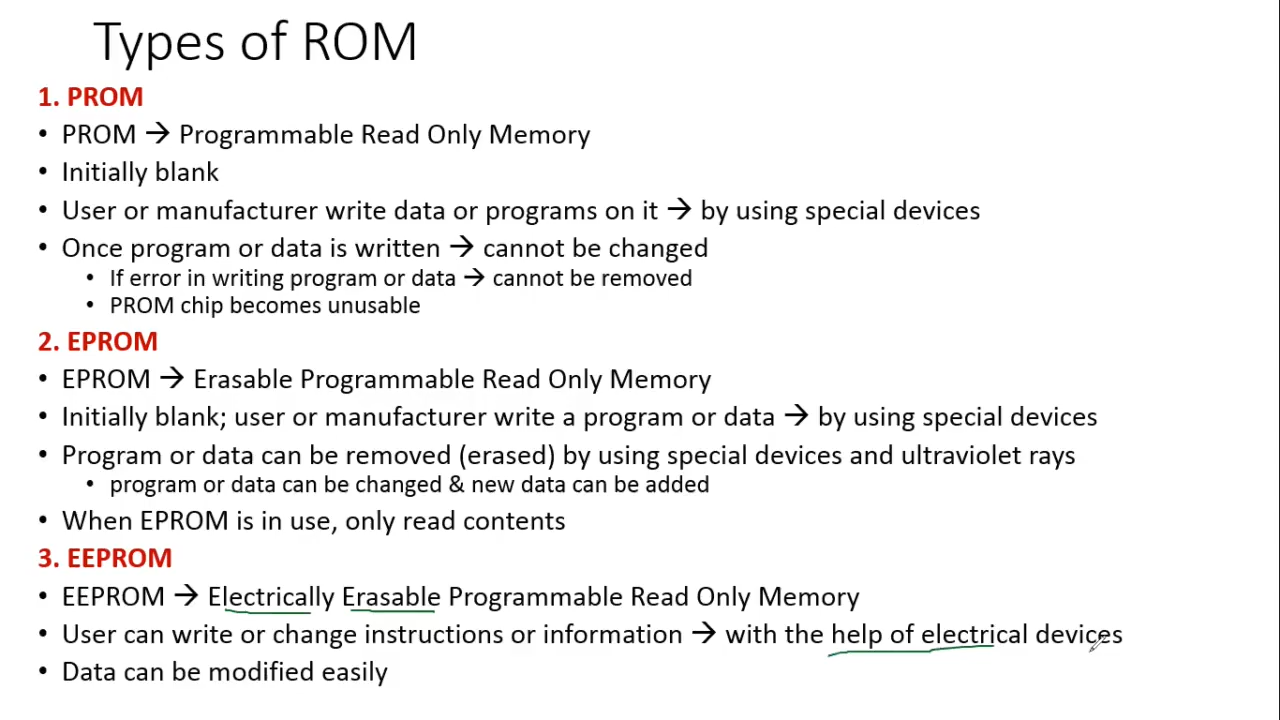 Types of ROM
1. PROM
• PROM → Programmable Read Only Memory
• Initially blank
• User or manufacturer write data or programs on it → by using special devices
• Once program or data is written → cannot be changed
• If error in writing program or data → cannot be removed
• PROM chip becomes unusable
2. EPROM
• EPROM → Erasable Programmable Read Only Memory
• Initially blank; user or manufacturer write a program or data → by using special devices
• Program or data can be removed (erased) by using special devices and ultraviolet rays
• program or data can be changed & new data can be added
• When EPROM is in use, only read contents
3. EEPROM
• EEPROM → Electrically Erasable Programmable Read Only Memory
• User can write or change instructions or information → with the help of electrical devices
• Data can be modified easily